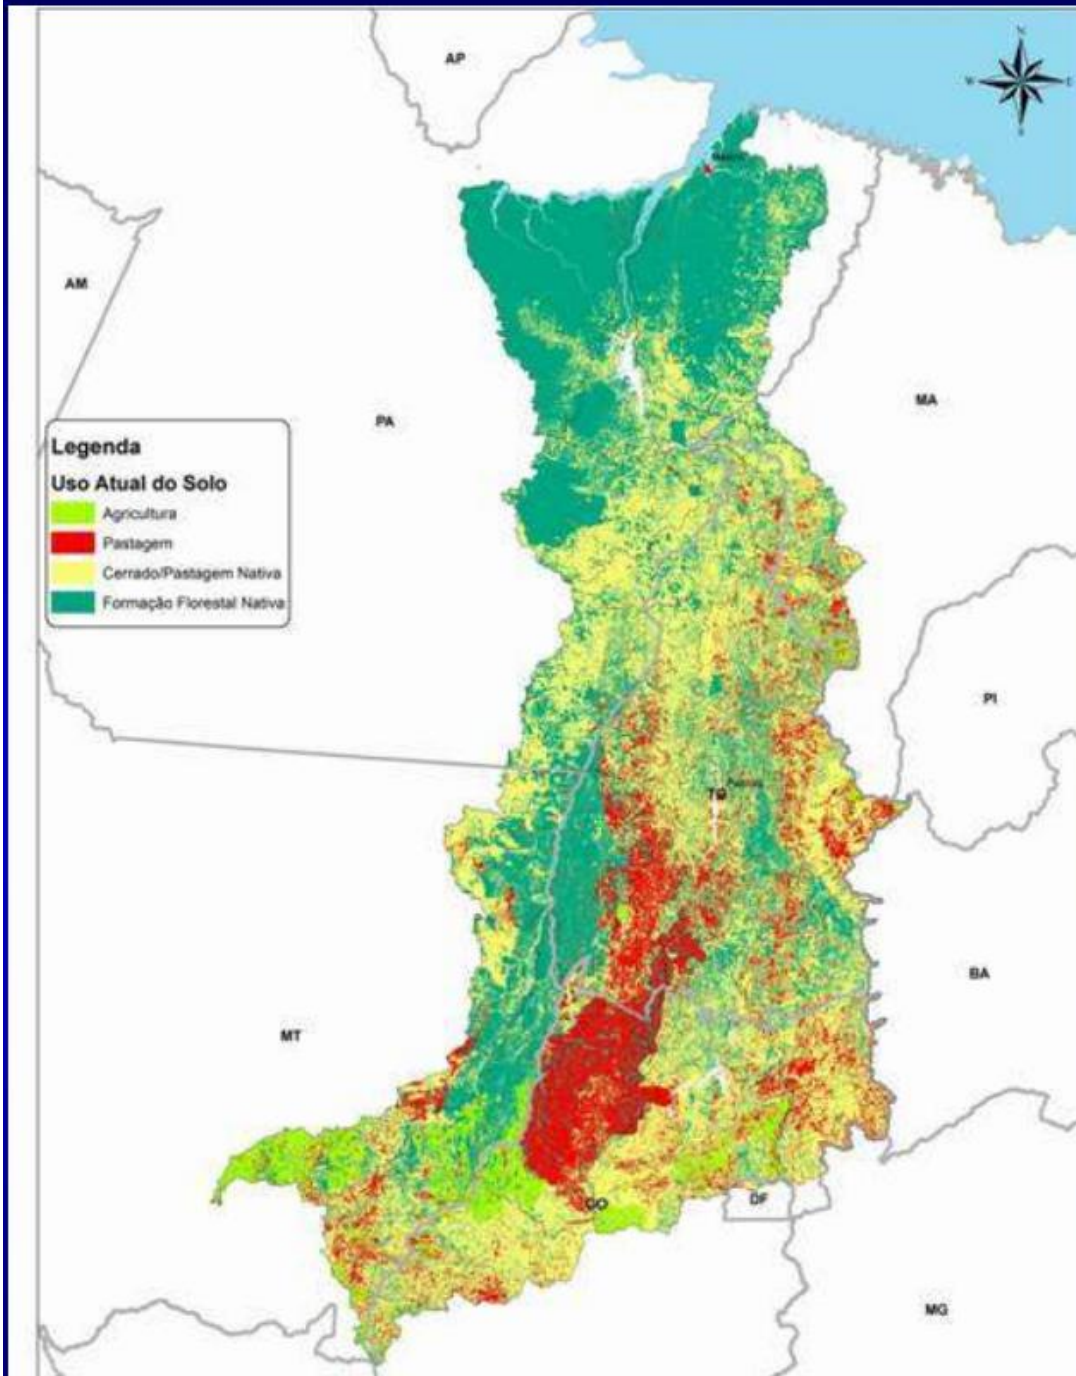 N
AP
W
E
S
AM
MA
PA
Legenda
Uso Atual do Solo
Agricultura
Pastagem
Cerrado/Pastagem Nativa
Formação Florestal Nativa
PI
TO
BA
MT
GO
DF
MG